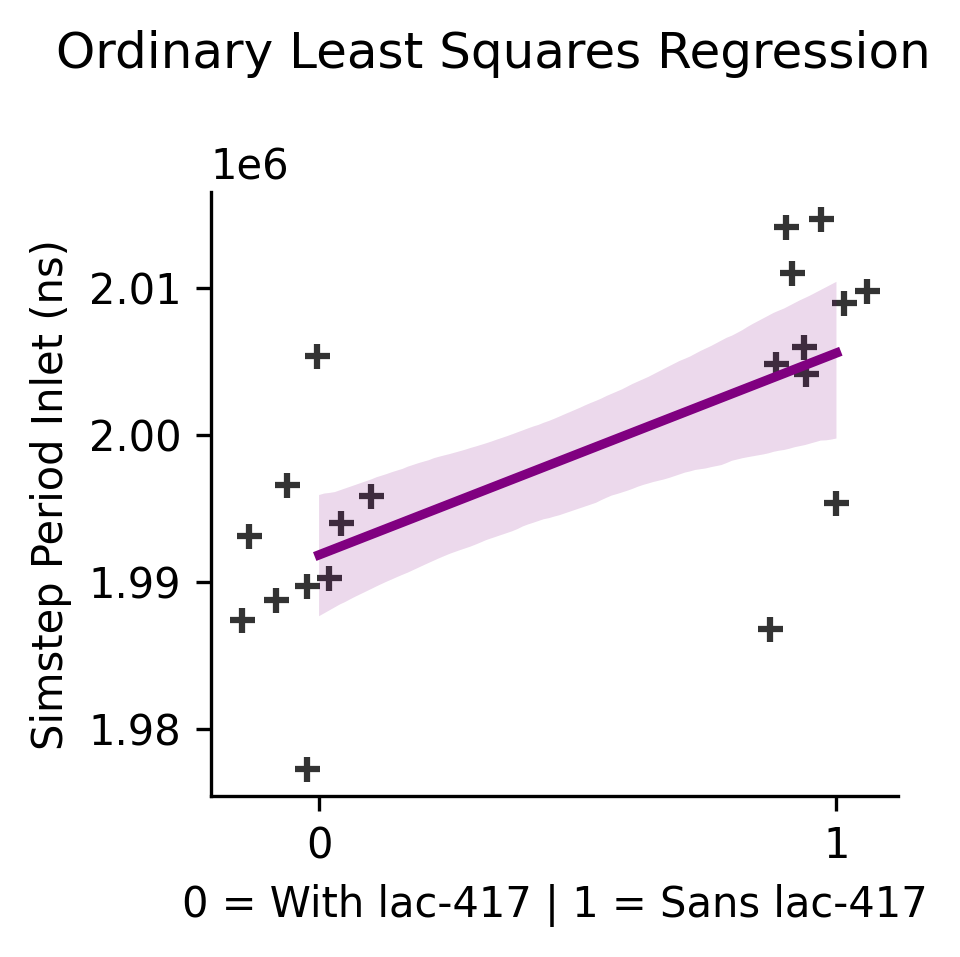 Ordinary Least Squares Regression
1e6
Simstep Period Inlet (ns)
2.01
2.00
1.99
1.98
0
1
0 = With lac-417 | 1 = Sans lac-417